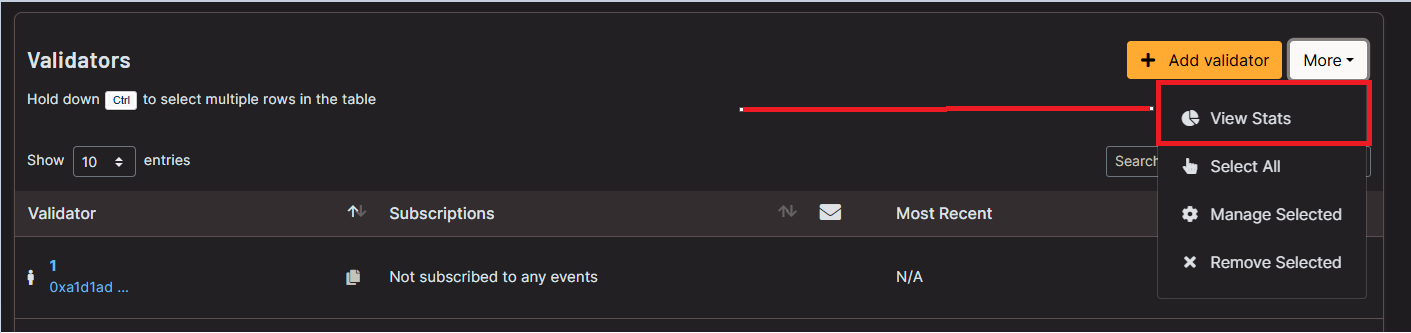 Validators
Add validator
More
Hold down Ctrl to select multiple rows in the table
View Stats
Show 10 entries
Search
Select All
Validator Subscriptions Most Recent
Manage Selected
Remove Selected
1
0xa1d1ad ...
Not subscribed to any events
N/A